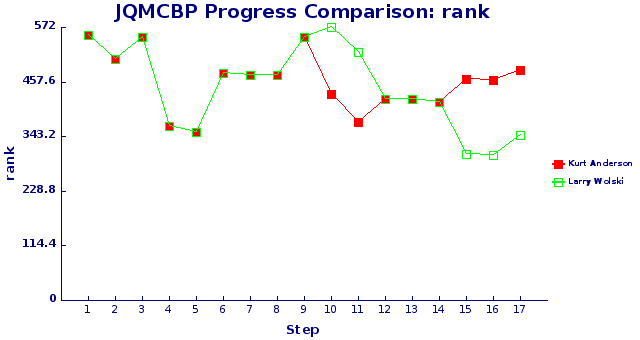 JQMCBP Progress Comparison: rank
572
457.6
343.2
228.8
114.4
0
rank
1 2 3 4 5 6 7 8 9 10 11 12 13 14 15 16 17
Step
Kurt Anderson
Larry Wolski